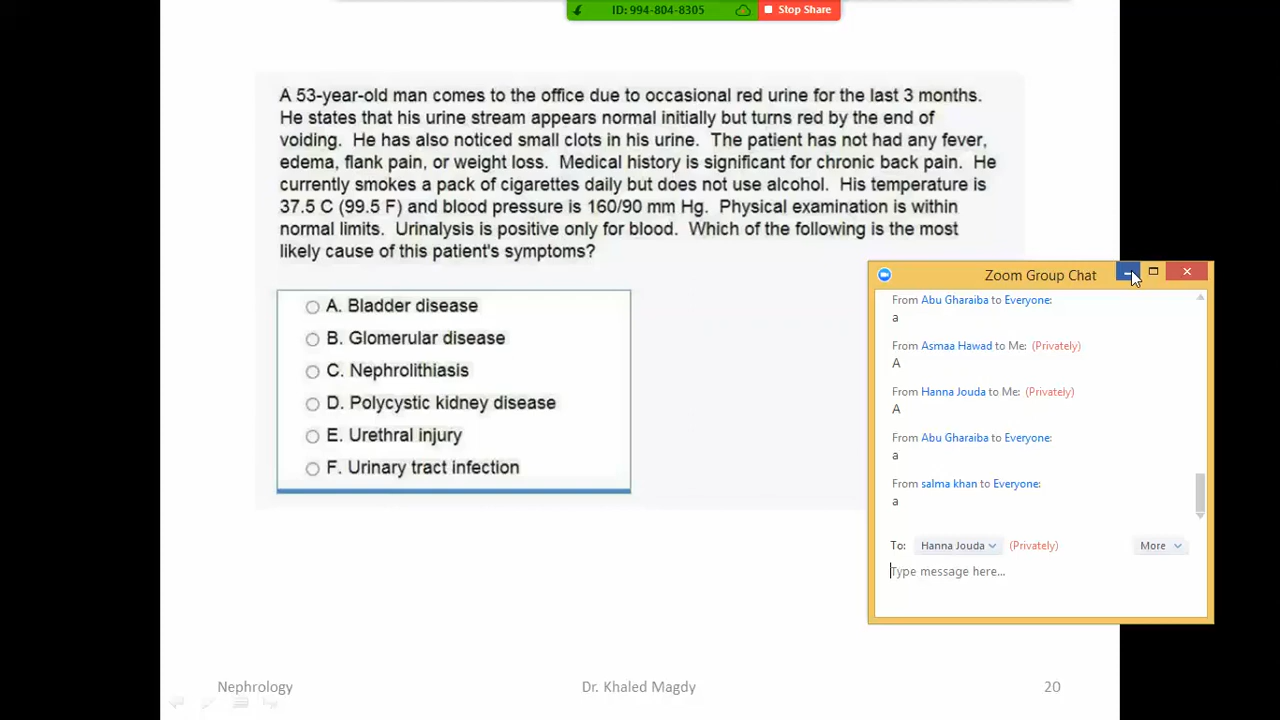 ID: 994-804-8305
Stop Share
A 53-year-old man comes to the office due to occasional red urine for the last 3 months.
He states that his urine stream appears normal initially but turns red by the end of
voiding. He has also noticed small clots in his urine. The patient has not had any fever,
edema, flank pain, or weight loss. Medical history is significant for chronic back pain. He
currently smokes a pack of cigarettes daily but does not use alcohol. His temperature is
37.5 C (99.5 F) and blood pressure is 160/90 mm Hg. Physical examination is within
normal limits. Urinalysis is positive only for blood. Which of the following is the most
likely cause of this patient's symptoms?
A. Bladder disease
B. Glomerular disease
C. Nephrolithiasis
D. Polycystic kidney disease
E. Urethral injury
F. Urinary tract infection
Zoom Group Chat
From Abu Gharaiba to Everyone:
a
From Asmaa Hawad to Me: (Privately)
A
From Hanna Jouda to Me: (Privately)
A
From Abu Gharaiba to Everyone:
a
From salma khan to Everyone:
a
To: Hanna Jouda (Privately) More
Type message here...
Nephrology Dr. Khaled Magdy 20